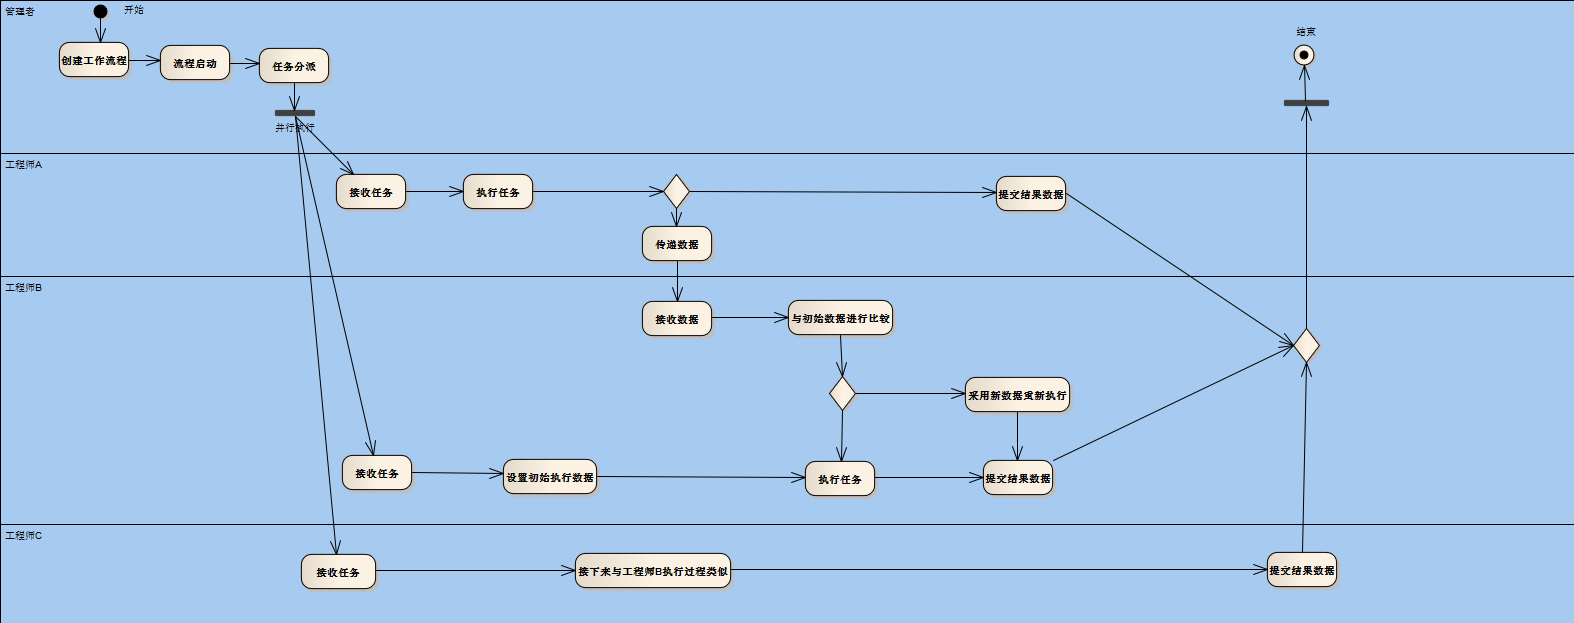 管理者
开始
结束
创建工作流程
流程启动
任务分派
并行执行
工程师A
接收任务
执行任务
提交结果数据
传递数据
工程师B
接收数据
与初始数据进行比较
采用新数据重新执行
接收任务
设置初始执行数据
执行任务
提交结果数据
工程师C
接收任务
接下来与工程师B执行过程类似
提交结果数据